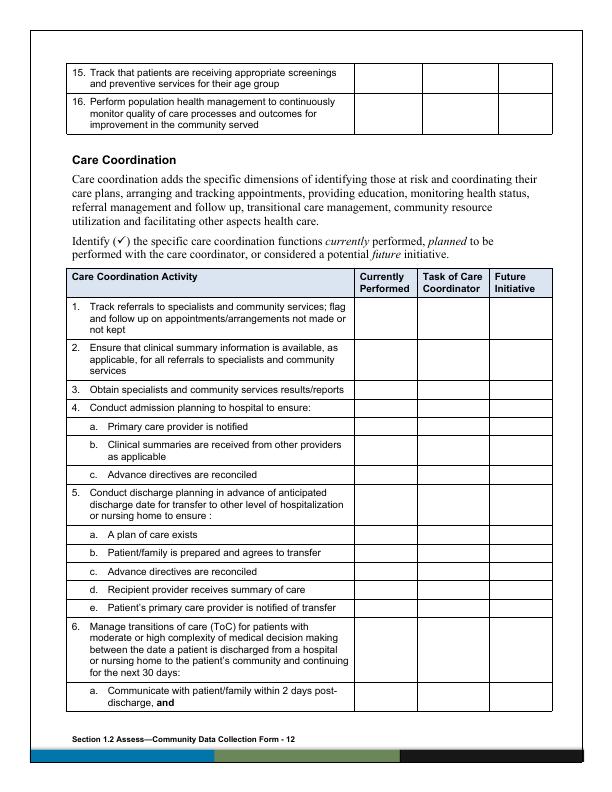 15. Track that patients are receiving appropriate screenings
and preventive services for their age group
16. Perform population health management to continuously
monitor quality of care processes and outcomes for
improvement in the community served
Care Coordination
Care coordination adds the specific dimensions of identifying those at risk and coordinating their
care plans, arranging and tracking appointments, providing education, monitoring health status,
referral management and follow up, transitional care management, community resource
utilization and facilitating other aspects health care.
Identify (✓) the specific care coordination functions currently performed, planned to be
performed with the care coordinator, or considered a potential future initiative.
Care Coordination Activity
Currently
Performed
Task of Care
Coordinator
Future
Initiative
1. Track referrals to specialists and community services; flag
and follow up on appointments/arrangements not made or
not kept
2. Ensure that clinical summary information is available, as
applicable, for all referrals to specialists and community
services
3. Obtain specialists and community services results/reports
4. Conduct admission planning to hospital to ensure:
a. Primary care provider is notified
b. Clinical summaries are received from other providers
as applicable
c. Advance directives are reconciled
5. Conduct discharge planning in advance of anticipated
discharge date for transfer to other level of hospitalization
or nursing home to ensure :
a. A plan of care exists
b. Patient/family is prepared and agrees to transfer
c. Advance directives are reconciled
d. Recipient provider receives summary of care
e. Patient's primary care provider is notified of transfer
6. Manage transitions of care (ToC) for patients with
moderate or high complexity of medical decision making
between the date a patient is discharged from a hospital
or nursing home to the patient's community and continuing
for the next 30 days:
a. Communicate with patient/family within 2 days post-
discharge, and
Section 1.2 Assess—Community Data Collection Form - 12